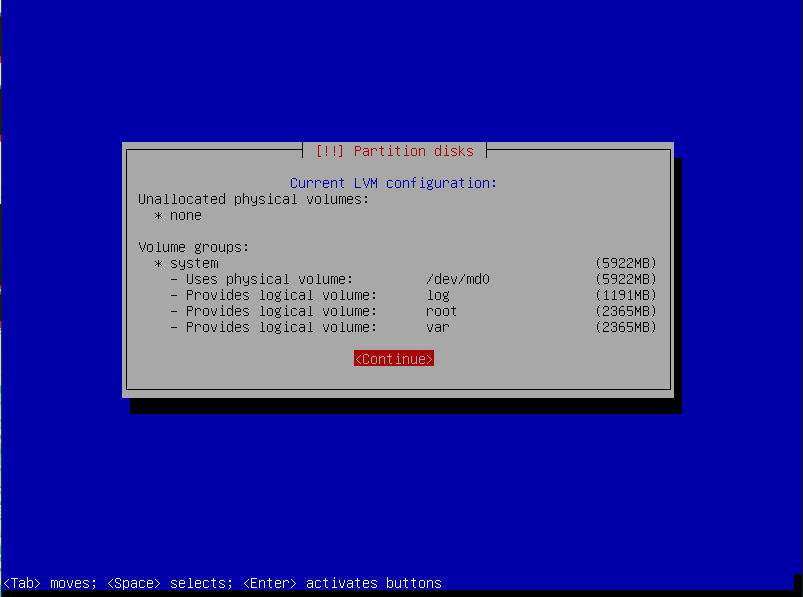 [!!] Partition disks
Current LVM configuration:
Unallocated physical volumes:
* none
Volume groups:
* system (5922MB)
- Uses physical volume: /dev/md0 (5922MB)
- Provides logical volume: log (1191MB)
- Provides logical volume: root (2365MB)
- Provides logical volume: var (2365MB)
<Continue>
<Tab> moves; <Space> selects; <Enter> activates buttons